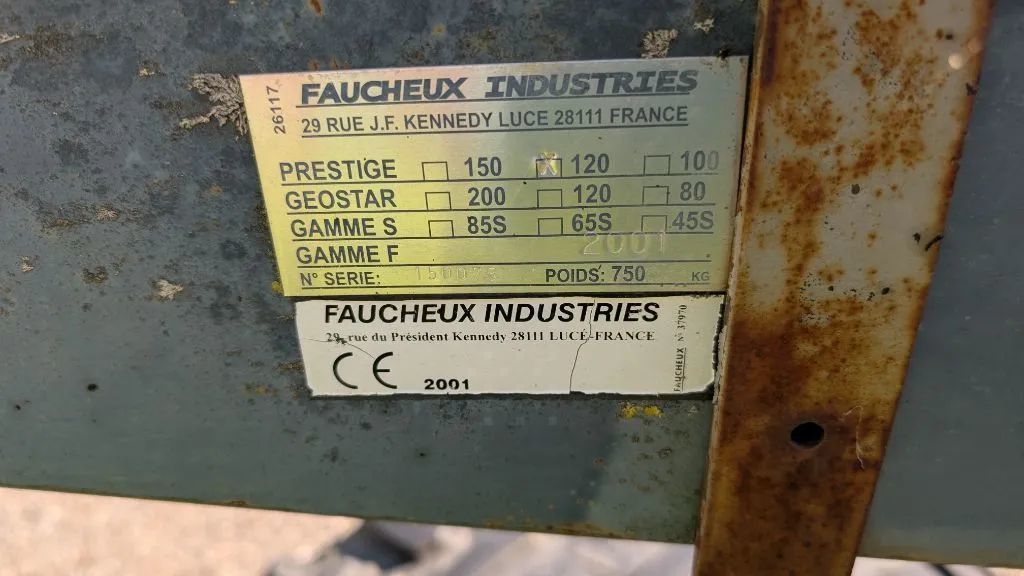 26117
FAUCHEUX INDUSTRIES
29 RUE J.F. KENNEDY LUCE 28111 FRANCE
PRESTIGE 150 X 120 100
GEOSTAR 200 120 80
GAMME S 85S 65S 45S
GAMME F 2001
N° SERIE: POIDS: 750 KG
FAUCHEUX INDUSTRIES
29, rue du Président Kennedy 28111 LUCÉ-FRANCE
CE 2001
FAUCHEUX N° 37970